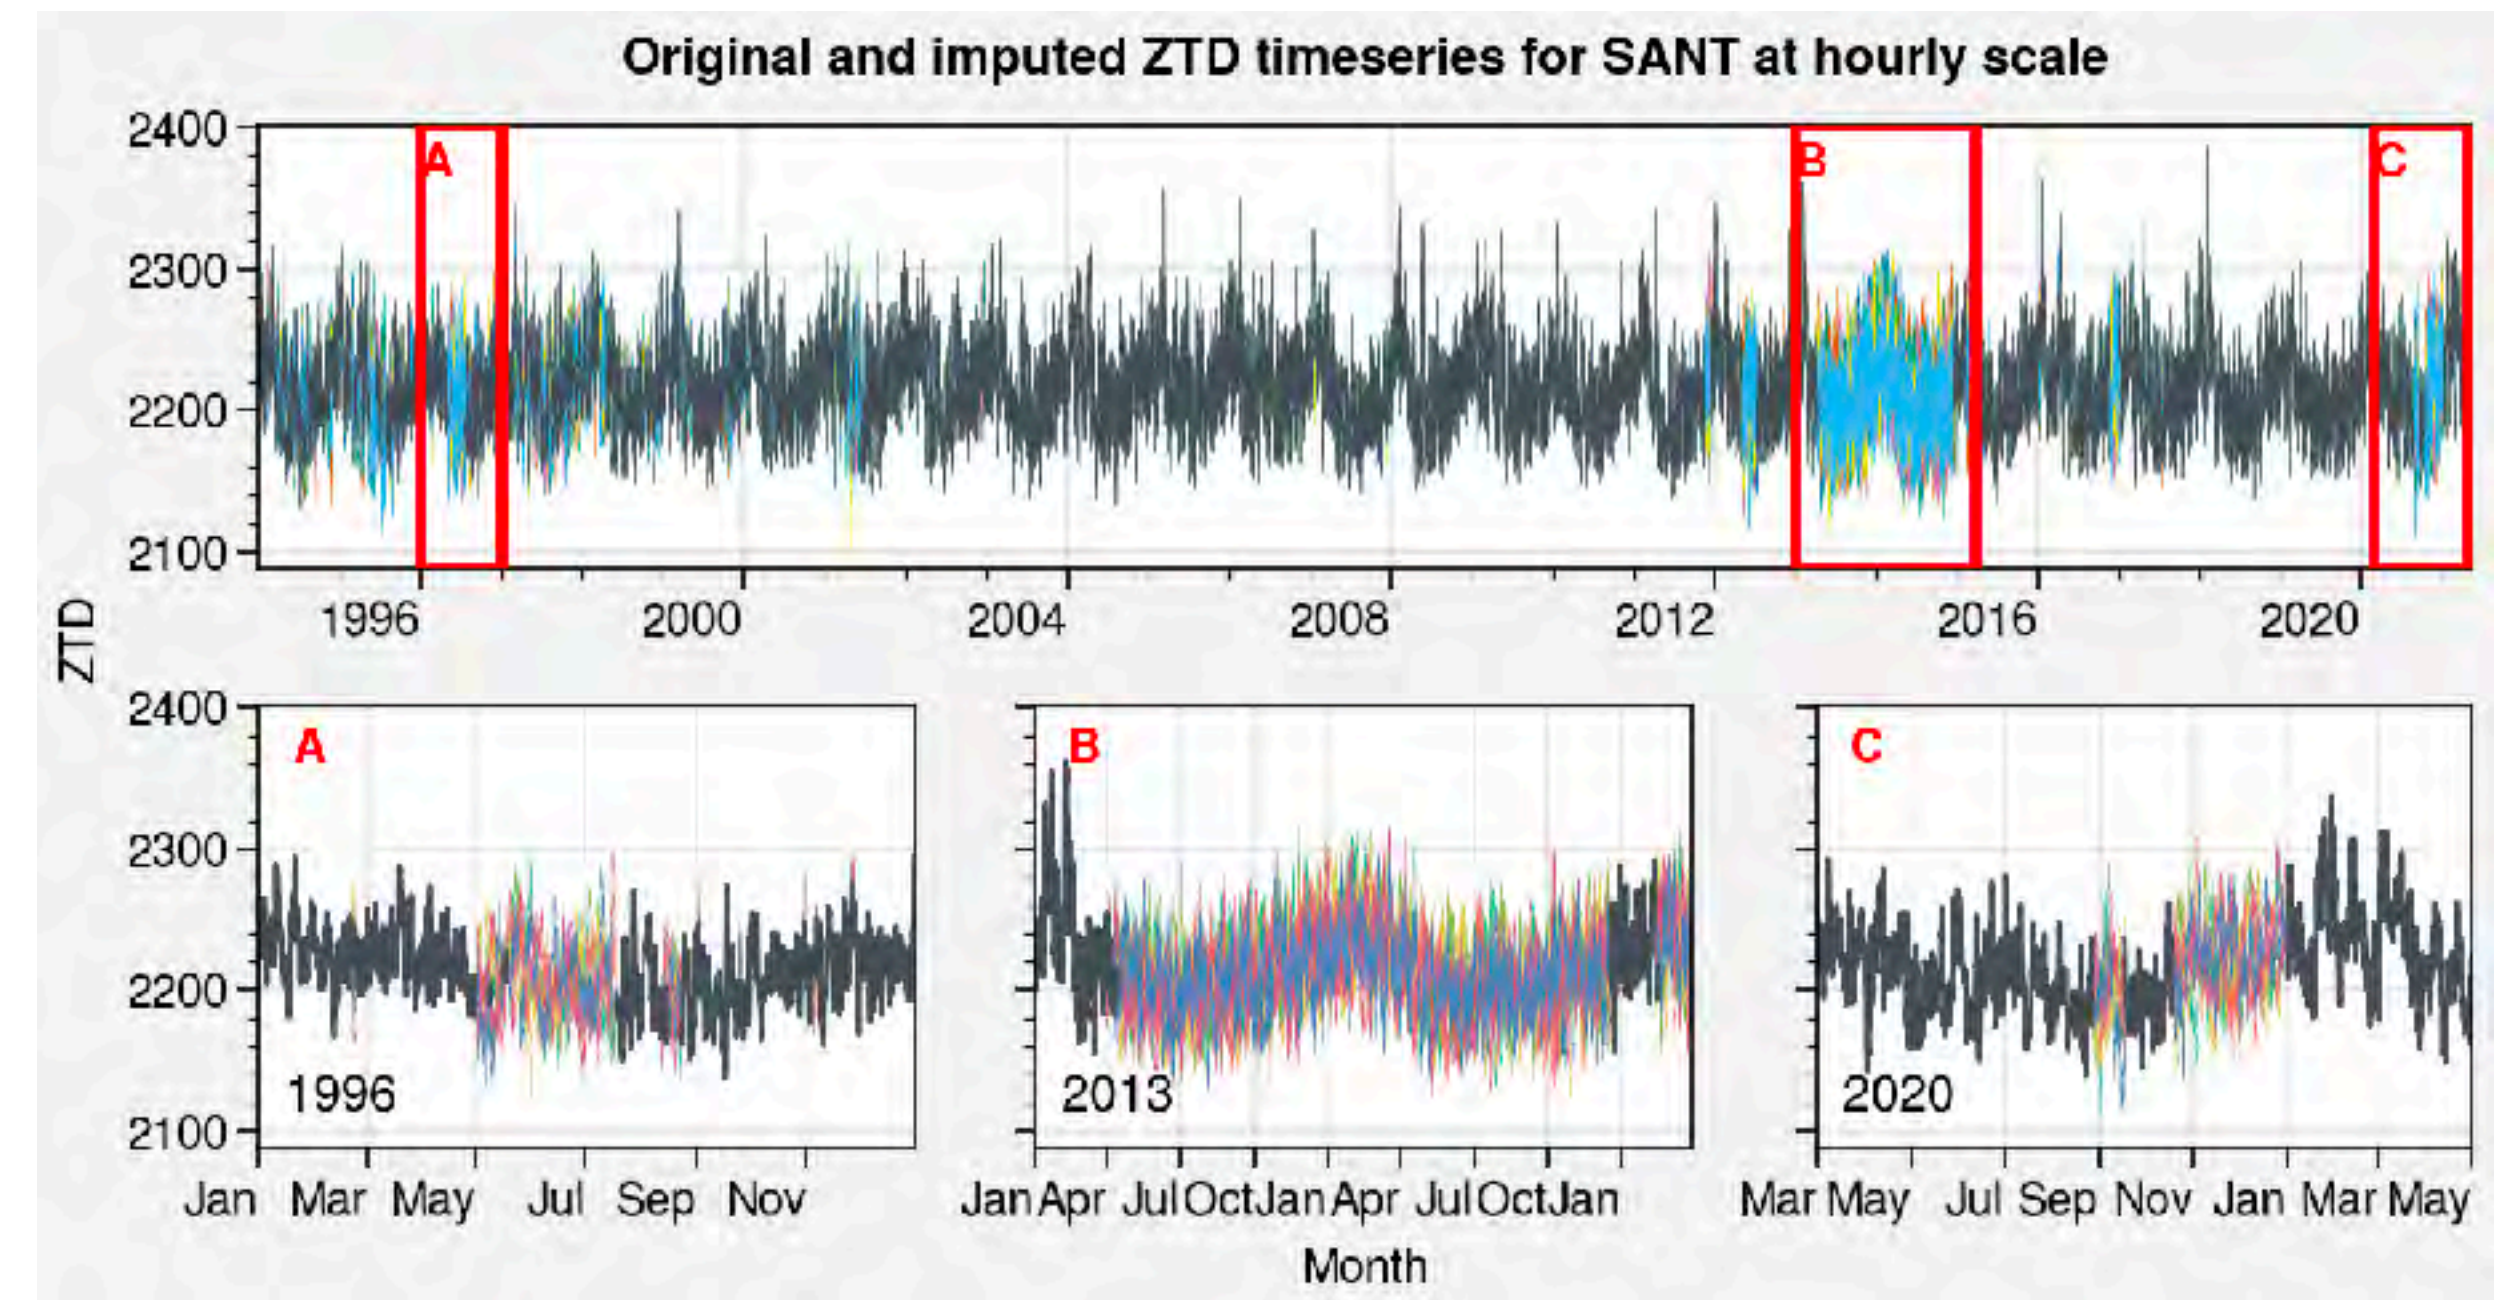 Original and imputed ZTD timeseries for SANT at hourly scale
2400
2300
2200
2100
A
B
C
1996 2000 2004 2008 2012 2016 2020
ZTD
2400
2300
2200
2100
A
1996
Jan Mar May Jul Sep Nov
B
2013
Jan Apr Jul Oct Jan Apr Jul Oct Jan
C
2020
Mar May Jul Sep Nov Jan Mar May
Month